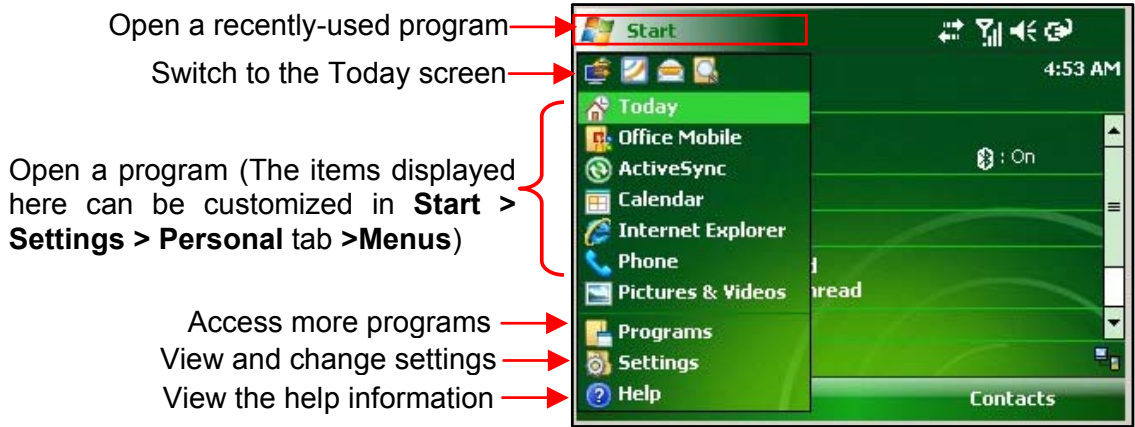 Open a recently-used program
Start
Switch to the Today screen
4:53 AM
Today
Office Mobile
: On
ActiveSync
Open a program (The items displayed
here can be customized in Start >
Settings > Personal tab >Menus)
Calendar
Internet Explorer
Phone
Pictures & Videos
nread
Access more programs
Programs
View and change settings
Settings
View the help information
Help
Contacts